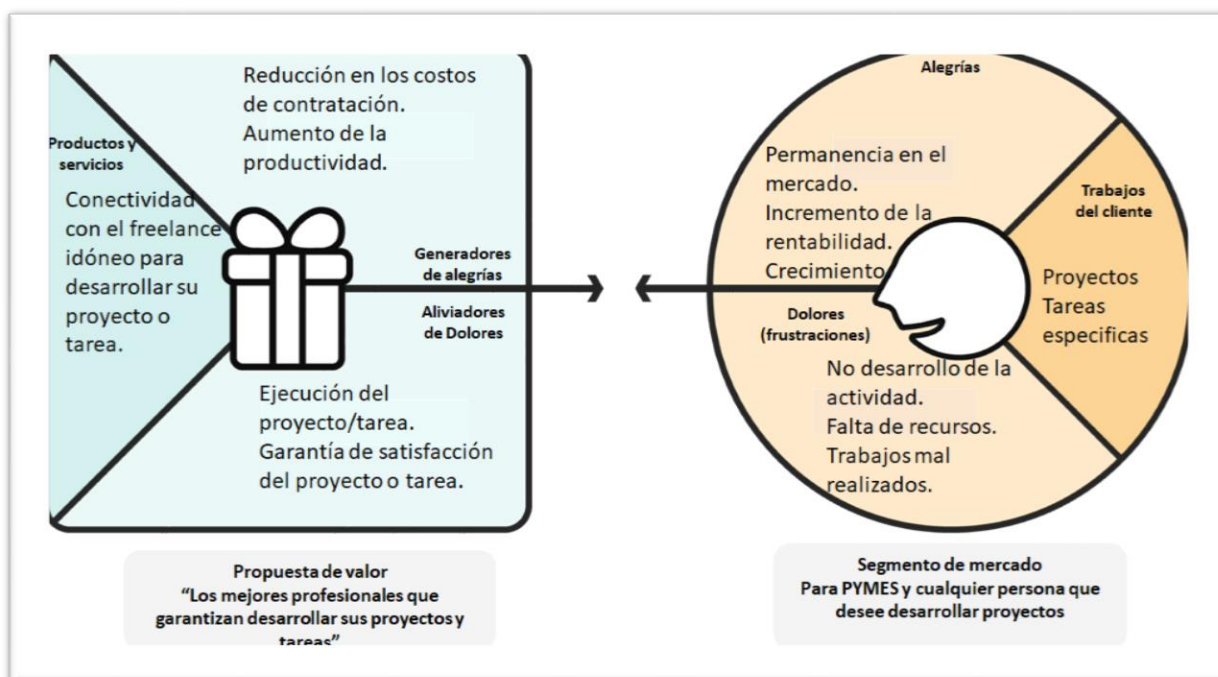 Reducción en los costos
de contratación.
Aumento de la
productividad.
Productos y
servicios
Conectividad
con el freelance
idóneo para
desarrollar su
proyecto o
tarea.
Generadores
de alegrías
Aliviadores
de Dolores
Ejecución del
proyecto/tarea.
Garantía de satisfacción
del proyecto o tarea.
Propuesta de valor
“Los mejores profesionales que
garantizan desarrollar sus proyectos y
tareas”
Alegrías
Permanencia en el
mercado.
Incremento de la
rentabilidad.
Crecimiento
Trabajos
del cliente
Proyectos
Tareas
especificas
Dolores
(frustraciones)
No desarrollo de la
actividad.
Falta de recursos.
Trabajos mal
realizados.
Segmento de mercado
Para PYMES y cualquier persona que
desee desarrollar proyectos